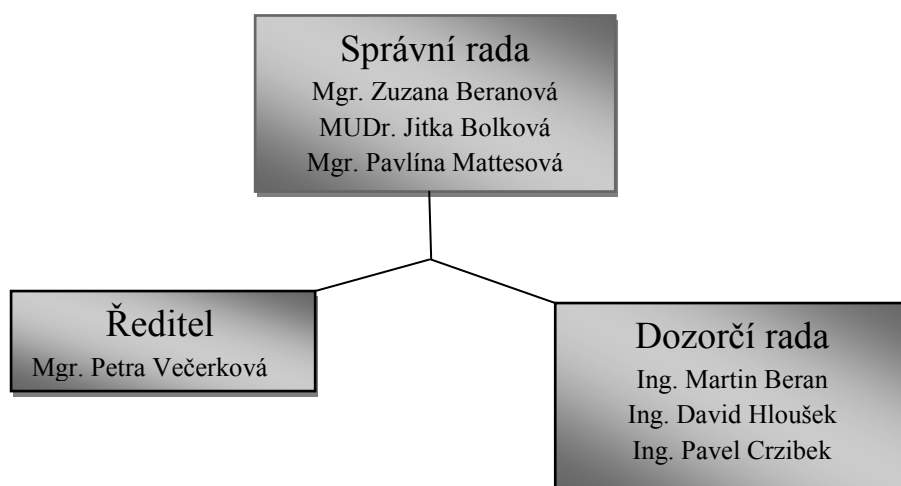 Správní rada
Mgr. Zuzana Beranová
MUDr. Jitka Bolková
Mgr. Pavlína Mattesová
Ředitel
Mgr. Petra Večerková
Dozorčí rada
Ing. Martin Beran
Ing. David Hloušek
Ing. Pavel Crzibek